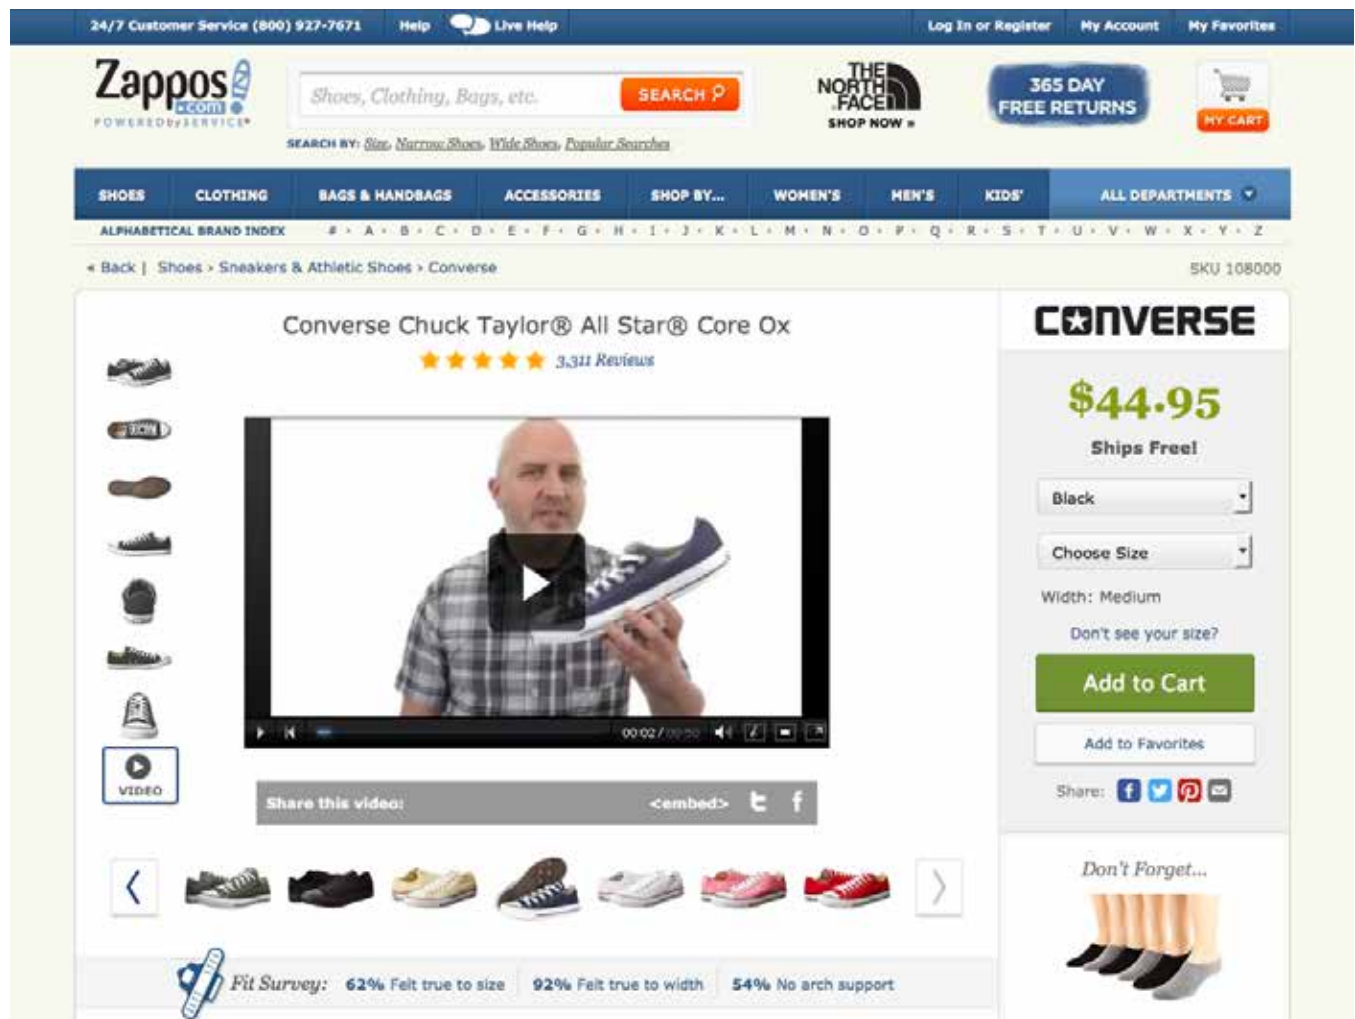 24/7 Customer Service (800) 927-7671 Help Live Help Log In or Register My Account My Favorites
Zappos.com
POWERED by SERVICE®
Shoes, Clothing, Bags, etc.
SEARCH
THE NORTH FACE
SHOP NOW »
365 DAY
FREE RETURNS
MY CART
SEARCH BY: Size, Narrow Shoes, Wide Shoes, Popular Searches
SHOES CLOTHING BAGS & HANDBAGS ACCESSORIES SHOP BY... WOMEN'S MEN'S KIDS' ALL DEPARTMENTS
ALPHABETICAL BRAND INDEX # • A • B • C • D • E • F • G • H • I • J • K • L • M • N • O • P • Q • R • S • T • U • V • W • X • Y • Z
« Back | Shoes › Sneakers & Athletic Shoes › Converse SKU 108000
Converse Chuck Taylor® All Star® Core Ox
3,311 Reviews
00:02 /
VIDEO
Share this video: <embed>
Fit Survey: 62% Felt true to size 92% Felt true to width 54% No arch support
CONVERSE
$44.95
Ships Free!
Black
Choose Size
Width: Medium
Don't see your size?
Add to Cart
Add to Favorites
Share:
Don't Forget...